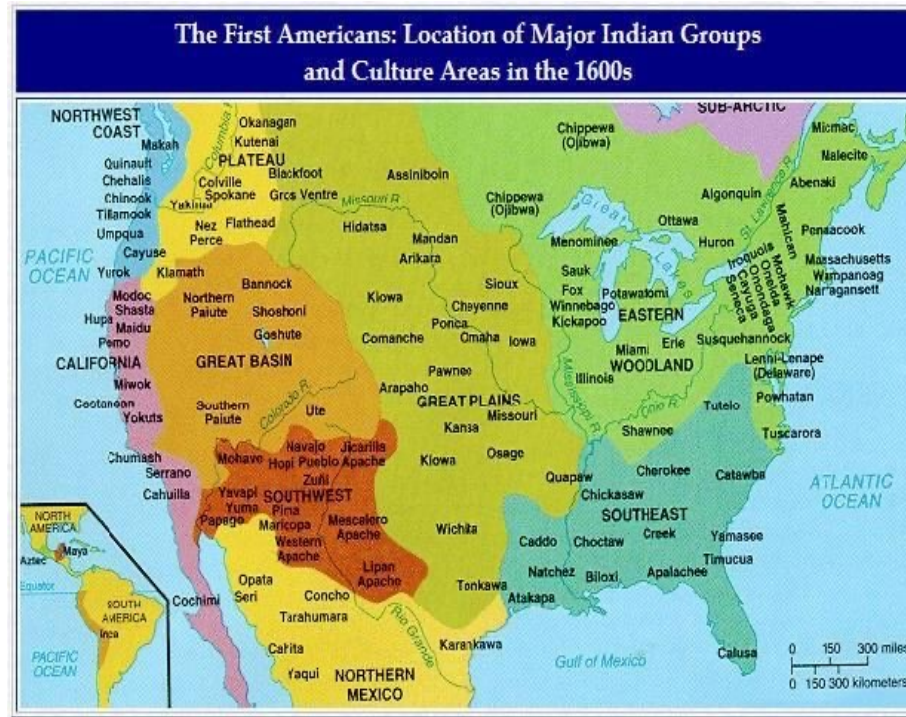 The First Americans: Location of Major Indian Groups
and Culture Areas in the 1600s
NORTHWEST
COAST
Makah
Quinault
Chehalis
Chinook
Tillamook
Umpqua
Cayuse
Yurok
PACIFIC
OCEAN
Columbia R.
Okanagan
Kutenai
PLATEAU
Blackfoot
Colville
Spokane
Gros Ventre
Yakima
Nez
Perce
Flathead
Klamath
Modoc
Shasta
Hupa
Maidu
Pomo
CALIFORNIA
Miwok
Costanoan
Yokuts
Chumash
Serrano
Cahuilla
Cochimi
Bannock
Northern
Paiute
Shoshoni
Goshute
GREAT BASIN
Southern
Paiute
Ute
Colorado R.
Assiniboin
Missouri R.
Hidatsa
Mandan
Arikara
Kiowa
Sioux
Cheyenne
Ponca
Comanche
Omaha
Iowa
Pawnee
Arapaho
GREAT PLAINS
Missouri
Kansa
Kiowa
Osage
Quapaw
Wichita
Tonkawa
Mohave
Navajo
Hopi
Pueblo
Jicarilla
Apache
Zuñi
Yavapi
SOUTHWEST
Yuma
Pima
Papago
Maricopa
Western
Apache
Mescalero
Apache
Lipan
Apache
Opata
Seri
Concho
Tarahumara
Cahita
Yaqui
NORTHERN
MEXICO
Rio Grande
Karankawa
SUB-ARCTIC
Chippewa
(Ojibwa)
Chippewa
(Ojibwa)
Micmac
Malecite
Abenaki
Algonquin
St. Lawrence R.
Ottawa
Great
Lakes
Huron
Menominee
Mahican
Penacook
Massachusetts
Wampanoag
Narragansett
Iroquois
Mohawk
Oneida
Onondaga
Cayuga
Seneca
Sauk
Fox
Winnebago
Kickapoo
Potawatomi
EASTERN
WOODLAND
Miami
Erie
Susquehannock
Lenni-Lenape
(Delaware)
Illinois
Mississippi R.
Ohio R.
Powhatan
Tutelo
Shawnee
Tuscarora
Cherokee
Catawba
Chickasaw
SOUTHEAST
Caddo
Choctaw
Creek
Yamasee
Timucua
Natchez
Biloxi
Apalachee
Atakapa
Calusa
Gulf of Mexico
ATLANTIC
OCEAN
0 150 300 miles
0 150 300 kilometers
NORTH
AMERICA
Aztec
Maya
Equator
SOUTH
AMERICA
Inca
PACIFIC
OCEAN